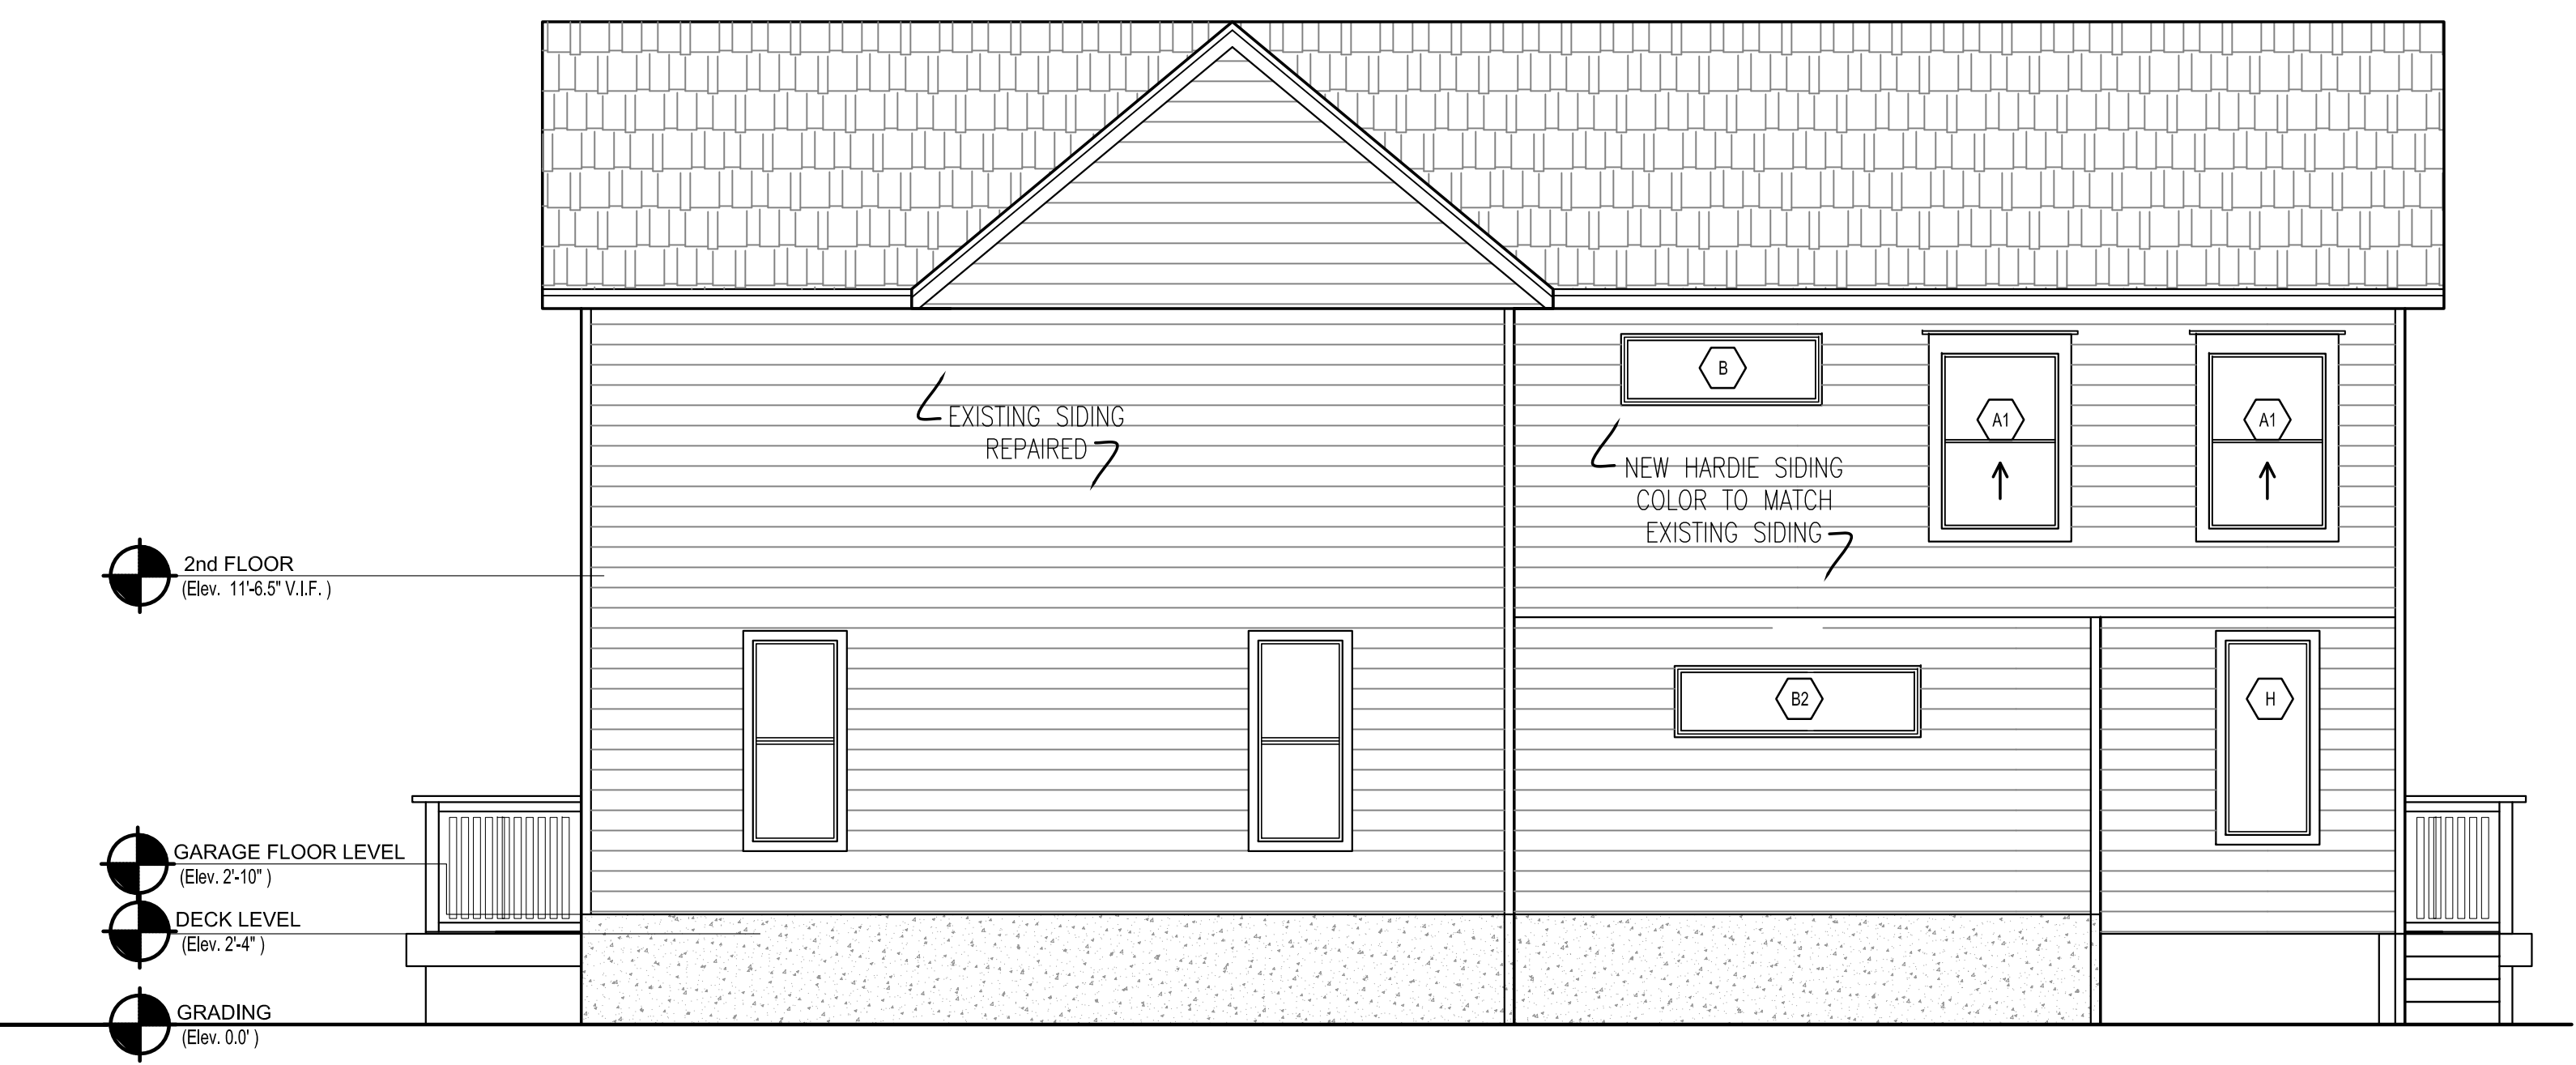 B
A1
A1
EXISTING SIDING
REPAIRED
NEW HARDIE SIDING
COLOR TO MATCH
EXISTING SIDING
2nd FLOOR
(Elev. 11'-6.5" V.I.F. )
B2
H
GARAGE FLOOR LEVEL
(Elev. 2'-10" )
DECK LEVEL
(Elev. 2'-4" )
GRADING
(Elev. 0.0' )